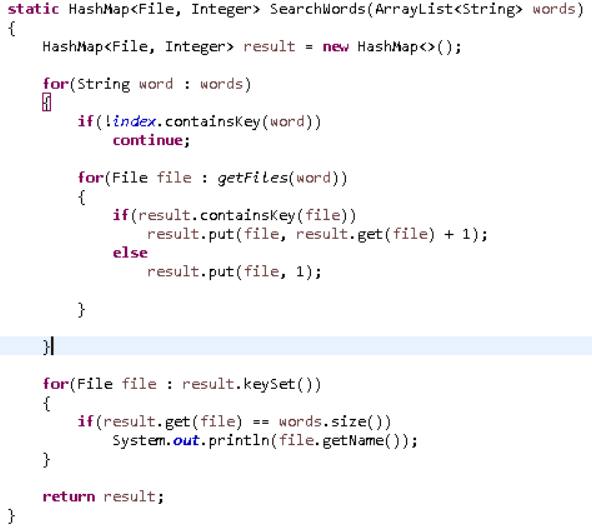 static HashMap<File, Integer> SearchWords(ArrayList<String> words)
{
    HashMap<File, Integer> result = new HashMap<>();

    for(String word : words)
    {
        if(!index.containsKey(word))
            continue;

        for(File file : getFiles(word))
        {
            if(result.containsKey(file))
                result.put(file, result.get(file) + 1);
            else
                result.put(file, 1);

        }

    }

    for(File file : result.keySet())
    {
        if(result.get(file) == words.size())
            System.out.println(file.getName());
    }

    return result;
}